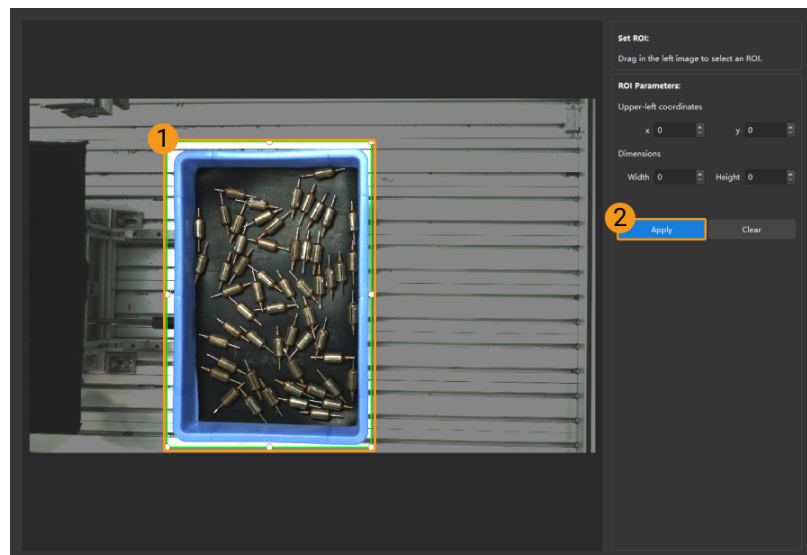 Set ROI:
Drag in the left image to select an ROI.
ROI Parameters:
Upper-left coordinates
x 0 y 0
Dimensions
Width 0 Height 0
1
2
Apply Clear